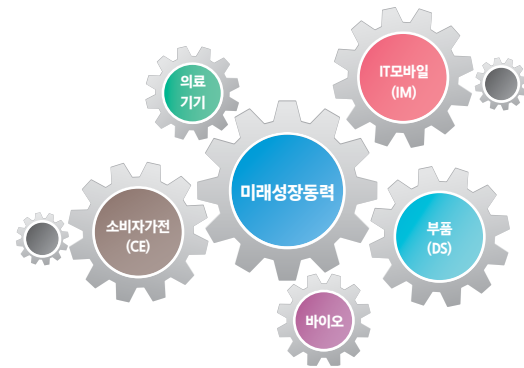 의료
기기
IT모바일
(IM)
미래성장동력
소비자가전
(CE)
부품
(DS)
바이오